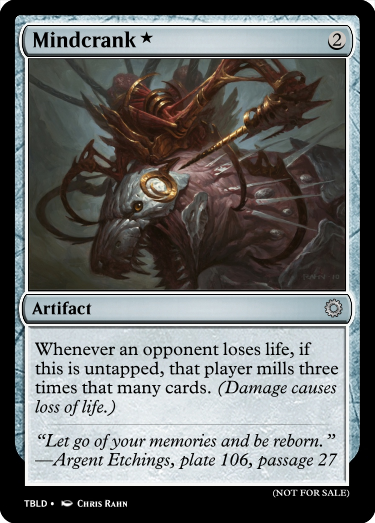 Mindcrank ★ 2
Artifact
Whenever an opponent loses life, if
this is untapped, that player mills three
times that many cards. (Damage causes
loss of life.)
“Let go of your memories and be reborn.”
—Argent Etchings, plate 106, passage 27
(NOT FOR SALE)
TBLD • Chris Rahn